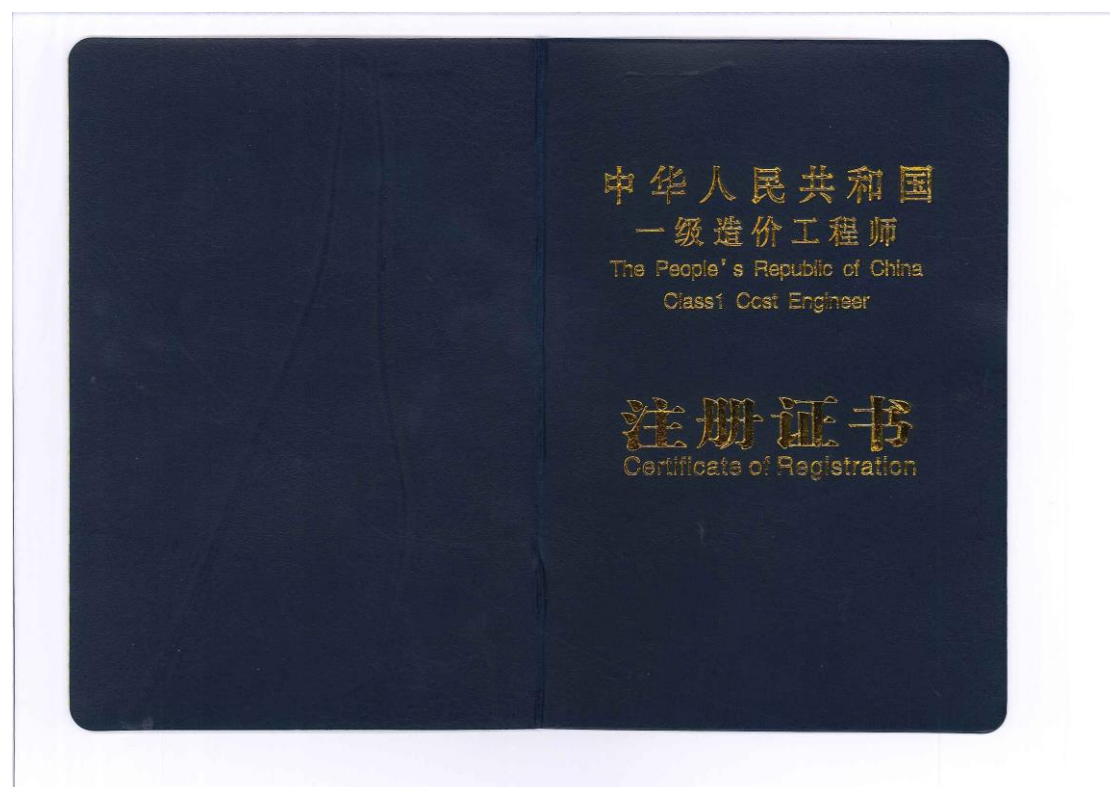 中华人民共和国
一级造价工程师
The People's Republic of China
Class1 Cost Engineer
注册证书
Certificate of Registration